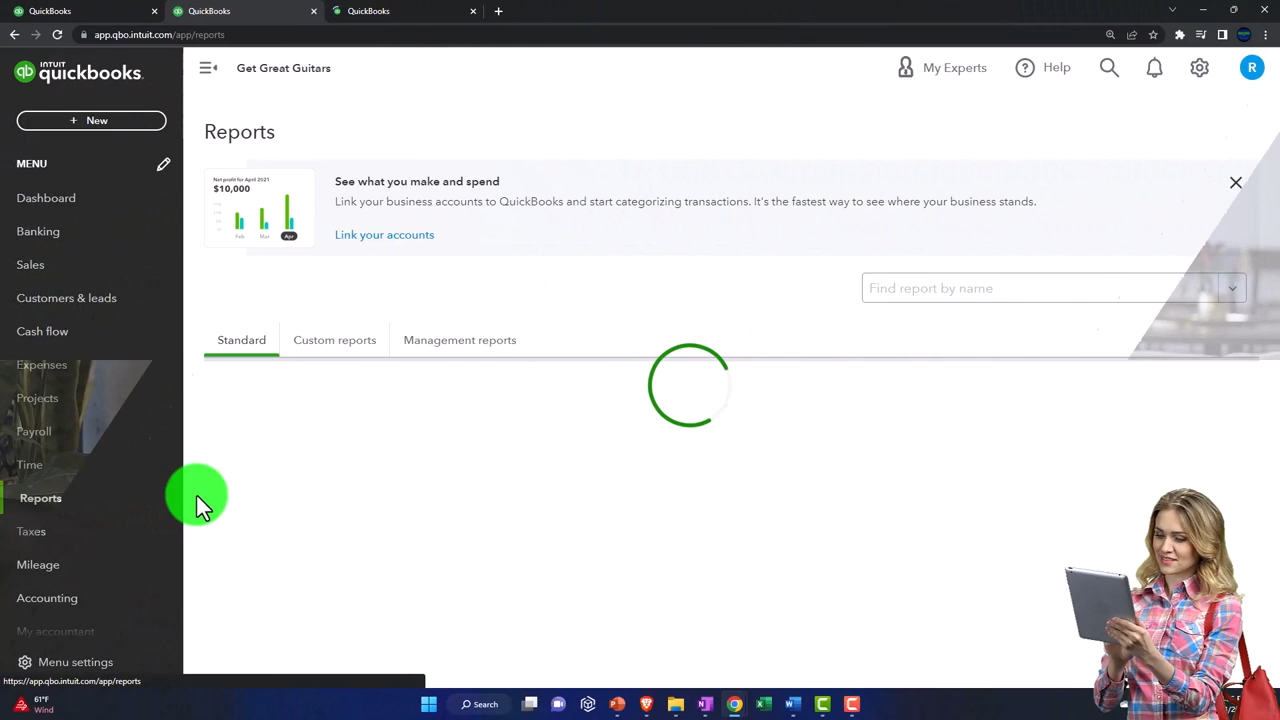 QuickBooks
QuickBooks
QuickBooks
app.qbo.intuit.com/app/reports
INTUIT
quickbooks.
Get Great Guitars
My Experts
Help
R
+ New
MENU
Dashboard
Banking
Sales
Customers & leads
Cash flow
Expenses
Projects
Payroll
Time
Reports
Taxes
Mileage
Accounting
My accountant
Menu settings
Reports
Net profit for April 2021
$10,000
Feb Mar Apr
See what you make and spend
Link your business accounts to QuickBooks and start categorizing transactions. It's the fastest way to see where your business stands.
Link your accounts
Find report by name
Standard
Custom reports
Management reports
https://app.qbo.intuit.com/app/reports
61°F
Wind
Search